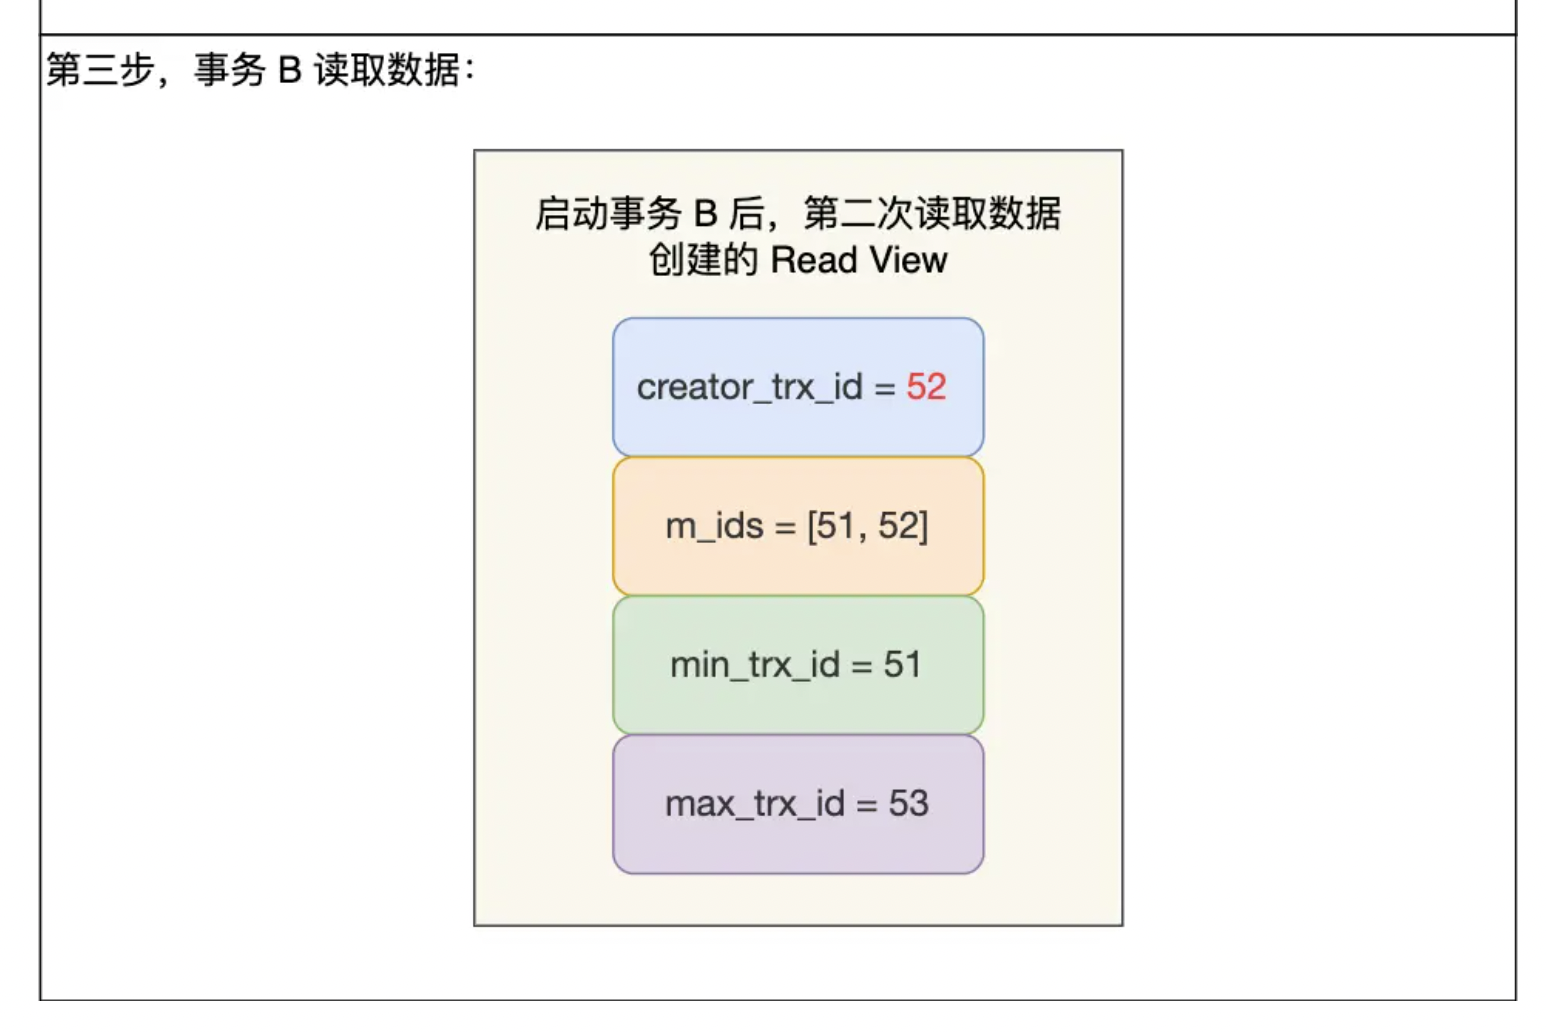 第三步，事务 B 读取数据：
启动事务 B 后，第二次读取数据
创建的 Read View
creator_trx_id = 52
m_ids = [51, 52]
min_trx_id = 51
max_trx_id = 53